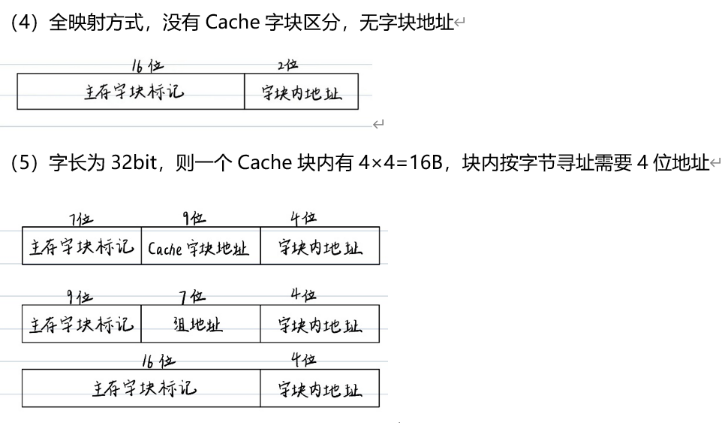 （4）全映射方式，没有 Cache 字块区分，无字块地址↵
16位 2位
主存字块标记 字块内地址
↵
（5）字长为 32bit，则一个 Cache 块内有 4×4=16B，块内按字节寻址需要 4 位地址↵
7位 9位 4位
主存字块标记 Cache 字块地址 字块内地址
9位 7位 4位
主存字块标记 组地址 字块内地址
16位 4位
主存字块标记 字块内地址